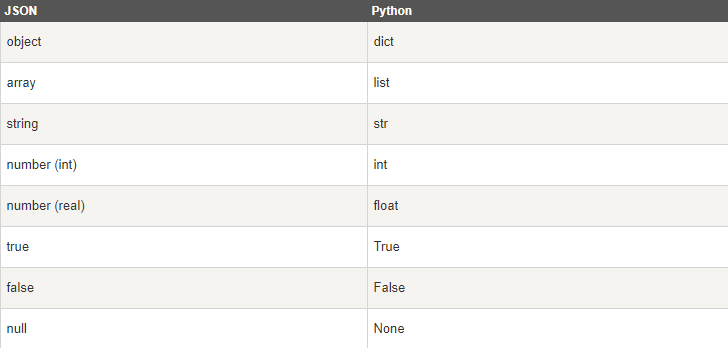 JSON Python
object dict
array list
string str
number (int) int
number (real) float
true True
false False
null None